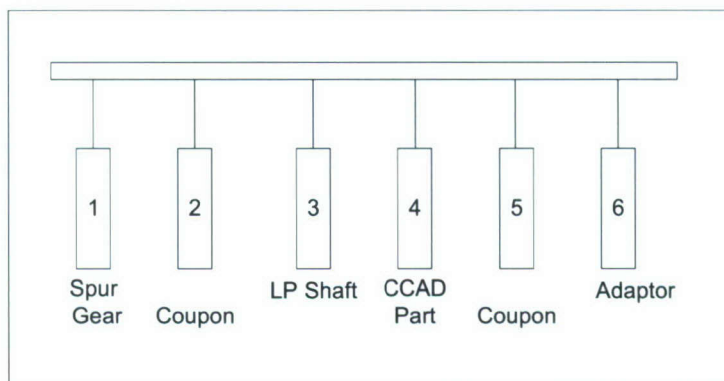 1
2
3
4
5
6
Spur
Gear
Coupon
LP Shaft
CCAD
Part
Coupon
Adaptor